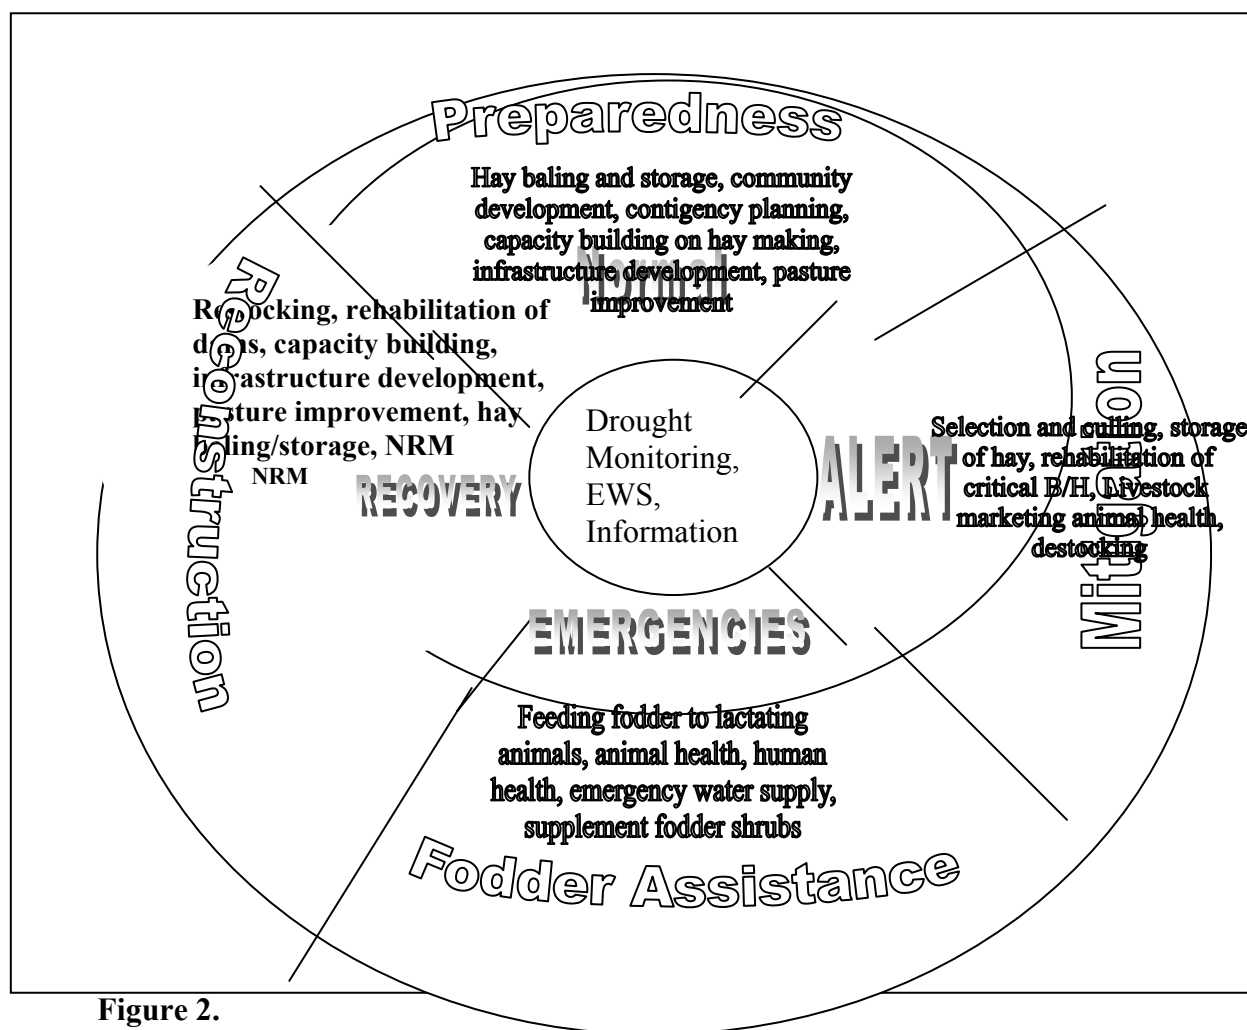 Preparedness
Hay baling and storage, community
development, contigency planning,
capacity building on hay making,
infrastructure development, pasture
improvement
Normal
Reconstruction
Restocking, rehabilitation of
dams, capacity building,
infrastructure development,
pasture improvement, hay
baling/storage, NRM
NRM
RECOVERY
Drought
Monitoring,
EWS,
Information
ALERT
Selection and culling, storage
of hay, rehabilitation of
critical B/H, Livestock
marketing animal health,
destocking
Mitigation
EMERGENCIES
Feeding fodder to lactating
animals, animal health, human
health, emergency water supply,
supplement fodder shrubs
Fodder Assistance
Figure 2.